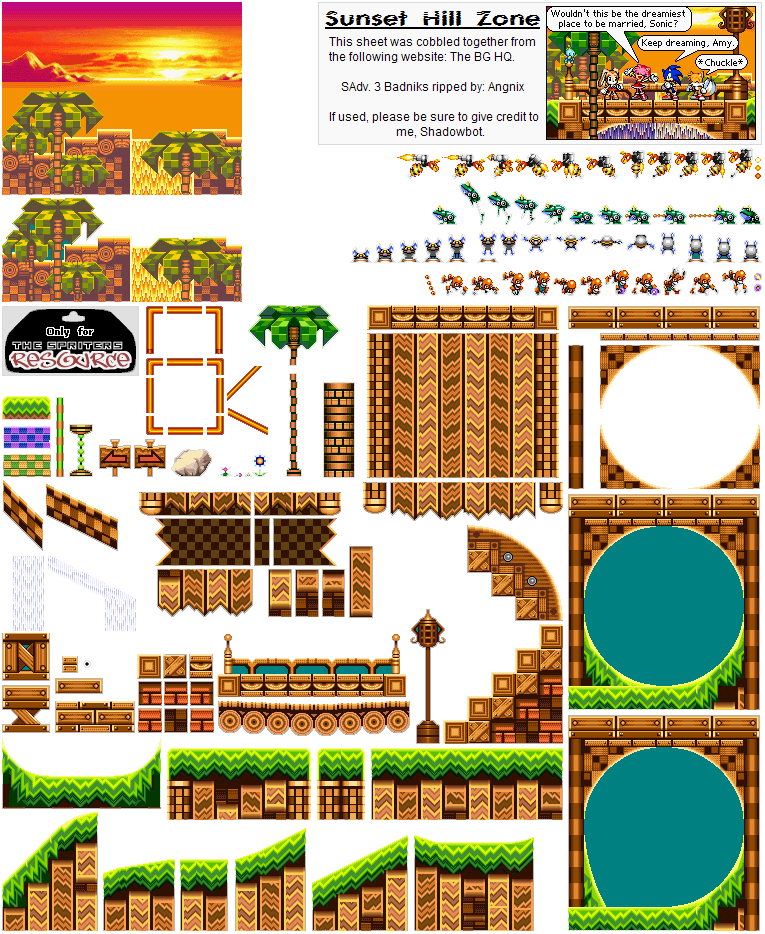 Sunset Hill Zone
This sheet was cobbled together from
the following website: The BG HQ.
SAdv. 3 Badniks ripped by: Angnix
If used, please be sure to give credit to
me, Shadowbot.
Wouldn't this be the dreamiest
place to be married, Sonic?
Keep dreaming, Amy.
*Chuckle*
Only for
THE SPRITERS
RESOURCE